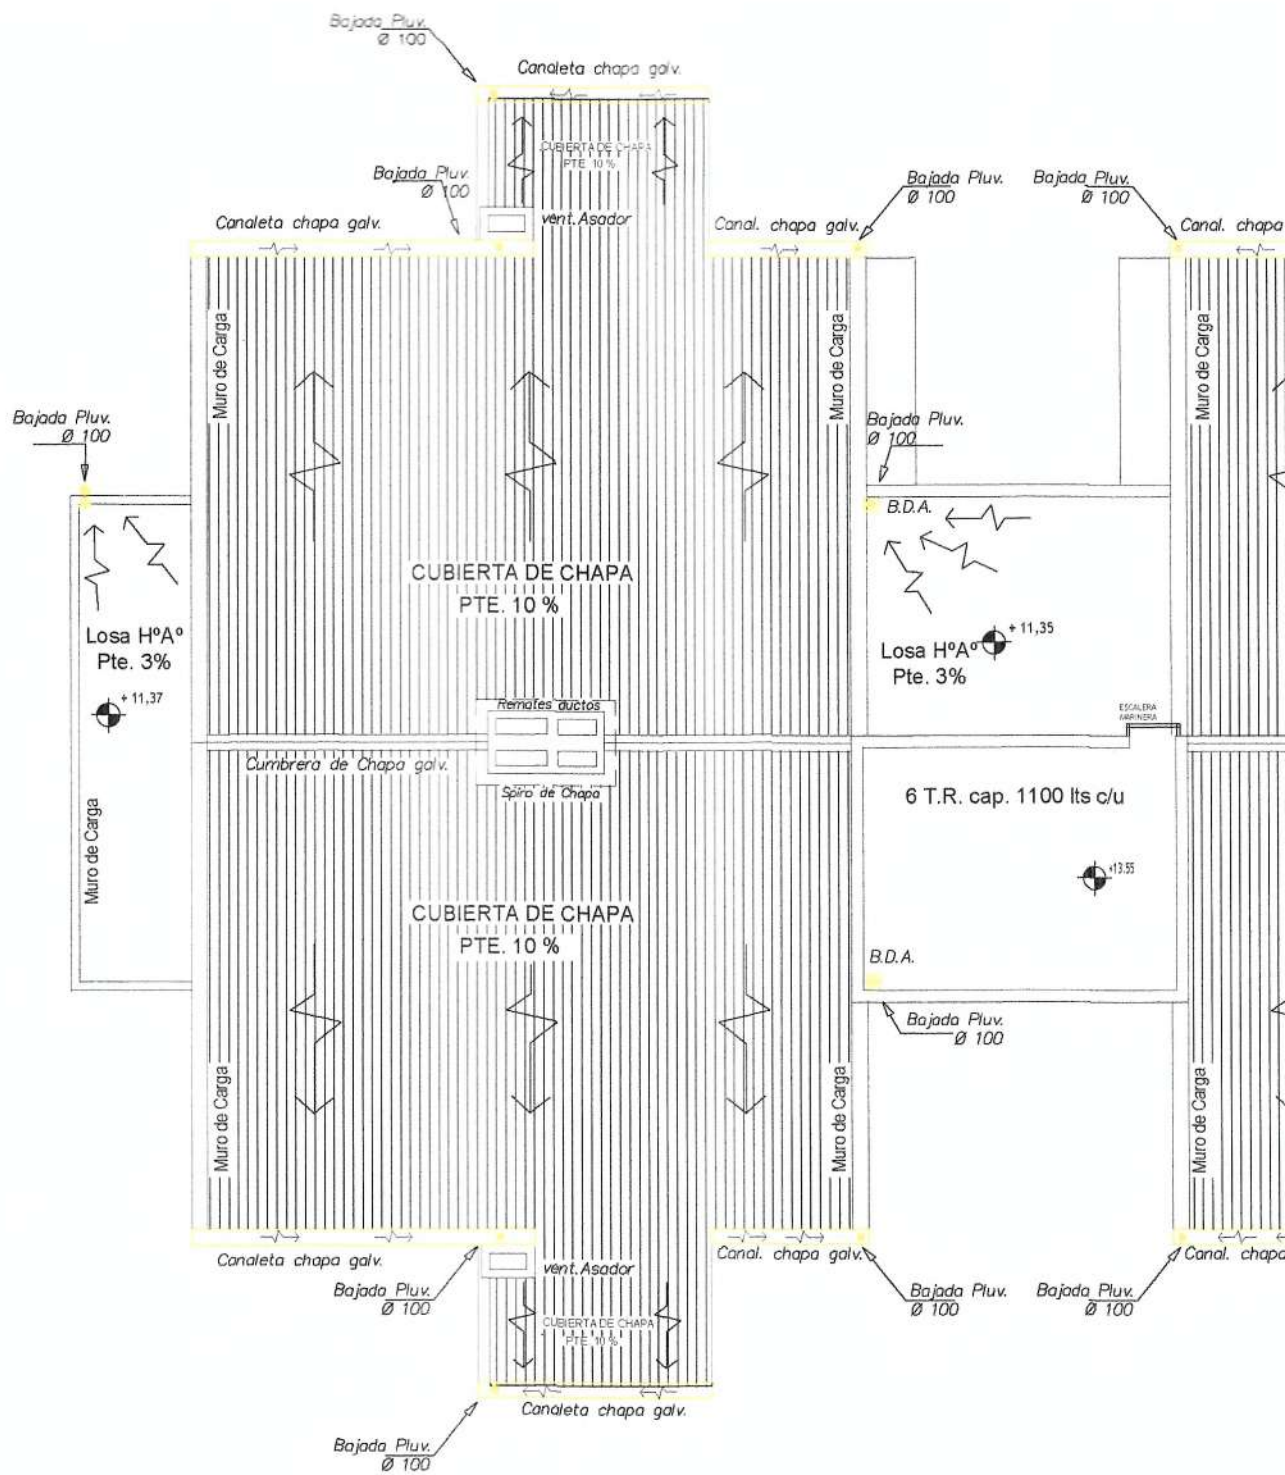 Bajada Pluv.
Ø 100
Canaleta chapa galv.
CUBIERTA DE CHAPA
PTE. 10 %
Bajada Pluv.
Ø 100
Bajada Pluv.
Ø 100
Bajada Pluv.
Ø 100
Canaleta chapa galv.
vent. Asador
Canal. chapa galv.
Canal. chapa
Muro de Carga
Muro de Carga
Muro de Carga
Bajada Pluv.
Ø 100
Bajada Pluv.
Ø 100
B.D.A.
CUBIERTA DE CHAPA
PTE. 10 %
Losa HºAº
Pte. 3%
+ 11,37
Losa HºAº
Pte. 3%
+ 11,35
Remates ductos
ESCALERA
MARINERA
Cumbrera de Chapa galv.
Spiro de Chapa
6 T.R. cap. 1100 lts c/u
Muro de Carga
+13.55
CUBIERTA DE CHAPA
PTE. 10 %
B.D.A.
Bajada Pluv.
Ø 100
Muro de Carga
Muro de Carga
Muro de Carga
Canaleta chapa galv.
vent. Asador
Canal. chapa galv.
Canal. chapa
Bajada Pluv.
Ø 100
Bajada Pluv.
Ø 100
Bajada Pluv.
Ø 100
CUBIERTA DE CHAPA
PTE. 10 %
Canaleta chapa galv.
Bajada Pluv.
Ø 100